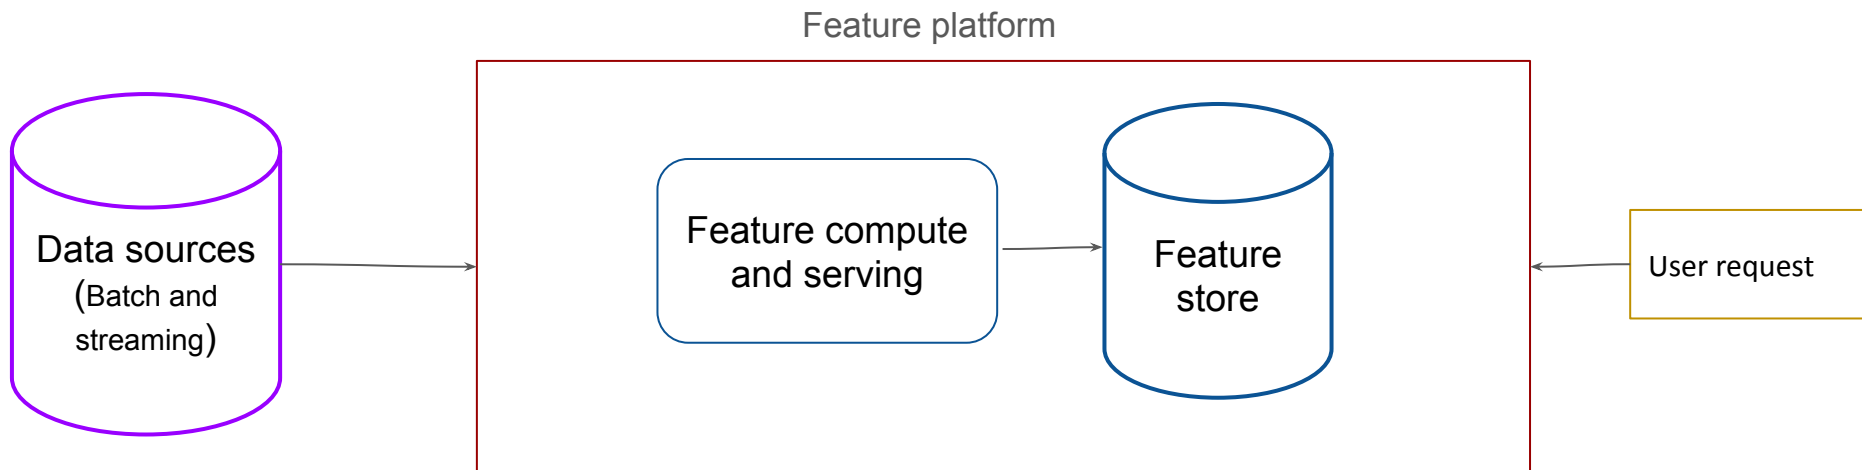 Feature platform
Data sources
(Batch and
streaming)
Feature compute
and serving
Feature
store
User request